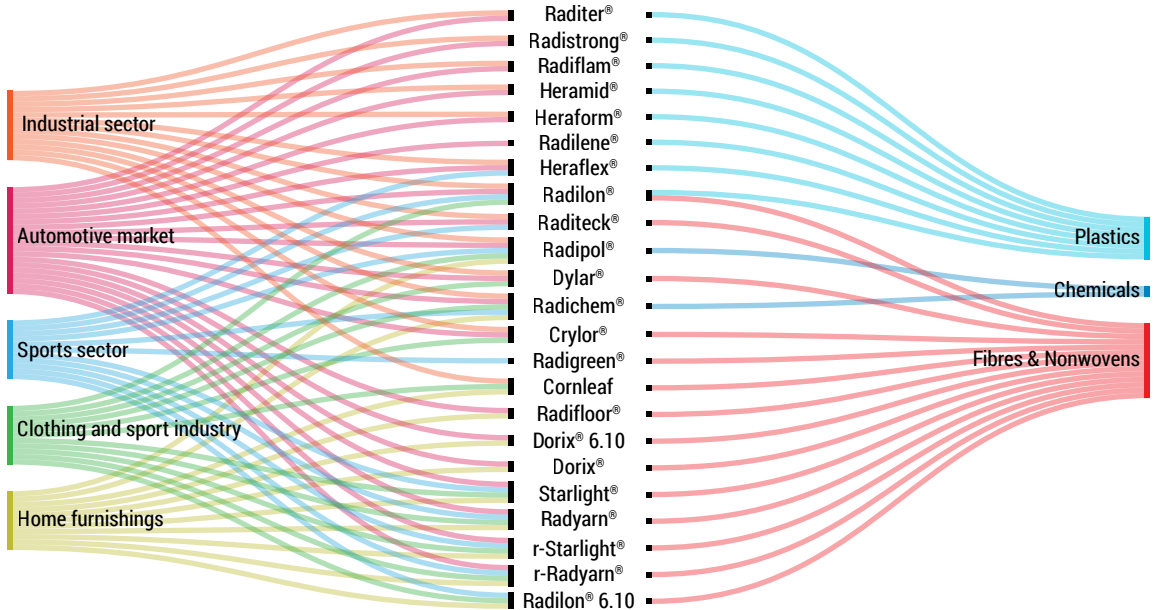 Industrial sector
Automotive market
Sports sector
Clothing and sport industry
Home furnishings
Raditer®
Radistrong®
Radiflam®
Heramid®
Heraform®
Radilene®
Heraflex®
Radilon®
Raditeck®
Radipol®
Dylar®
Radichem®
Crylor®
Radigreen®
Cornleaf
Radifloor®
Dorix® 6.10
Dorix®
Starlight®
Radyarn®
r-Starlight®
r-Radyarn®
Radilon® 6.10
Plastics
Chemicals
Fibres & Nonwovens